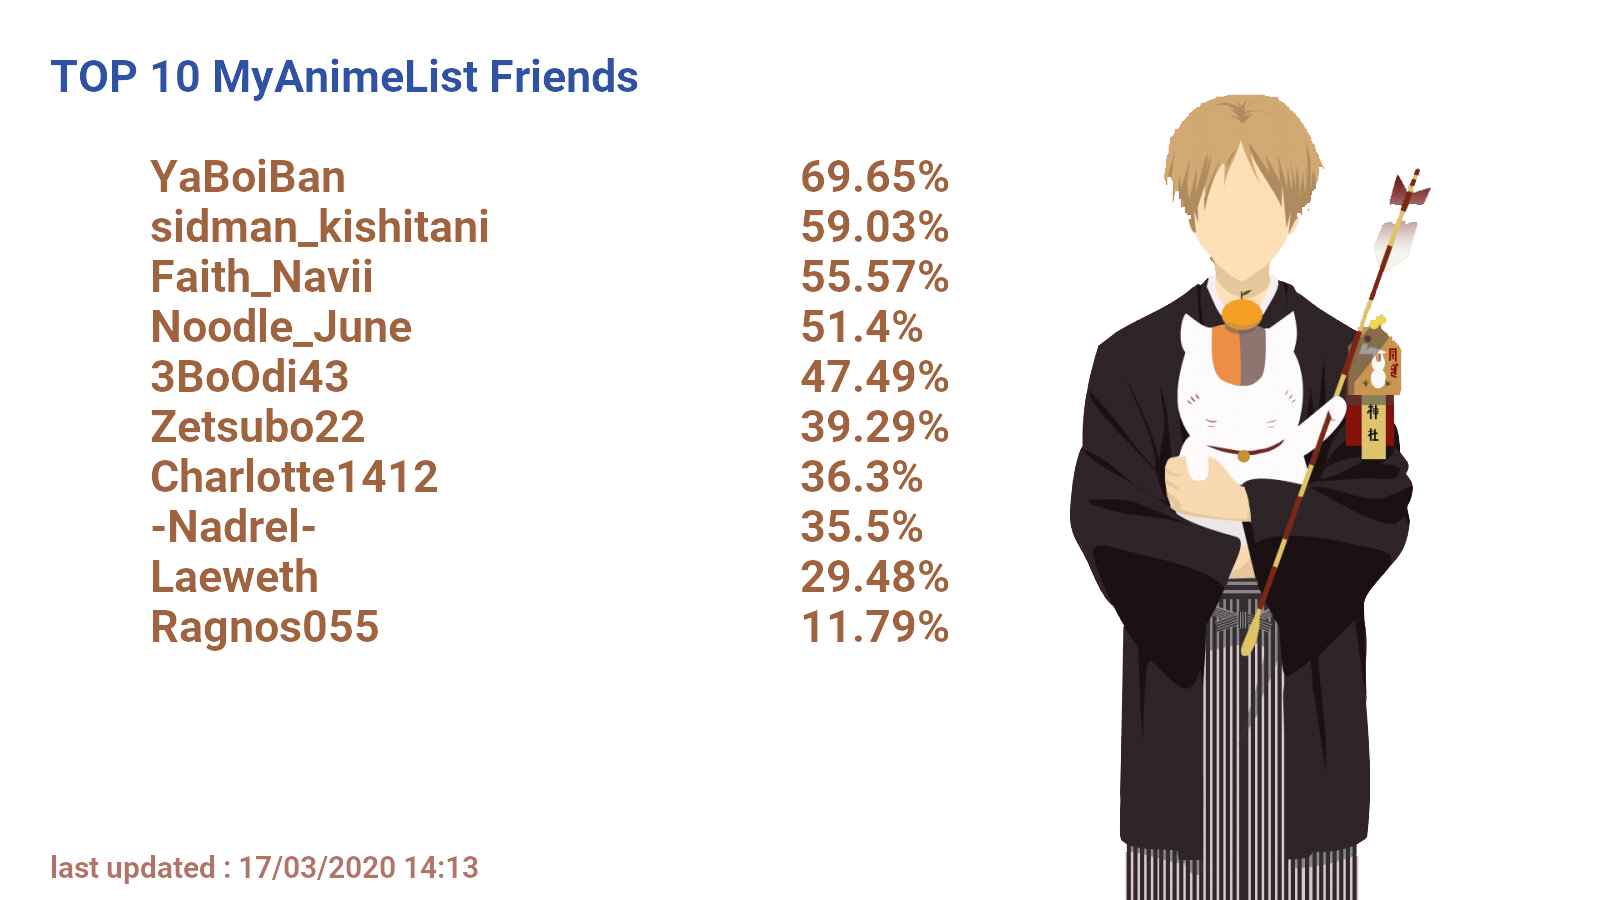 TOP 10 MyAnimeList Friends
YaBoiBan 69.65%
sidman_kishitani 59.03%
Faith_Navii 55.57%
Noodle_June 51.4%
3BoOdi43 47.49%
Zetsubo22 39.29%
Charlotte1412 36.3%
-Nadrel- 35.5%
Laeweth 29.48%
Ragnos055 11.79%
神
社
last updated : 17/03/2020 14:13